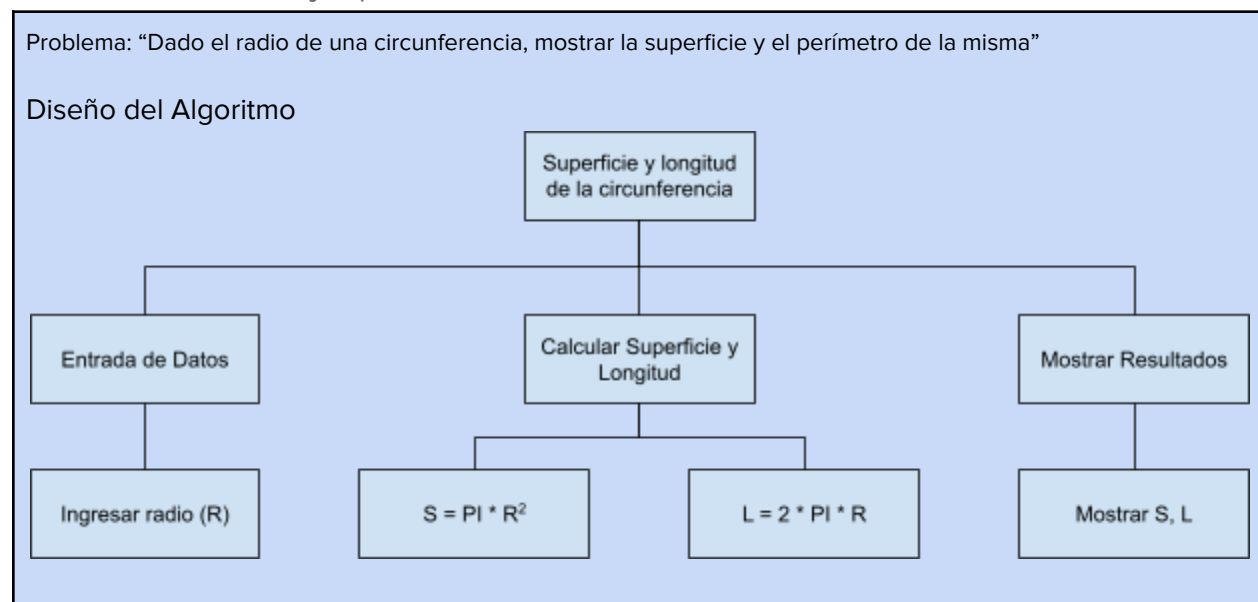 Problema: “Dado el radio de una circunferencia, mostrar la superficie y el perímetro de la misma”
Diseño del Algoritmo
Superficie y longitud
de la circunferencia
Entrada de Datos
Calcular Superficie y
Longitud
Mostrar Resultados
Ingresar radio (R)
S = PI * R²
L = 2 * PI * R
Mostrar S, L